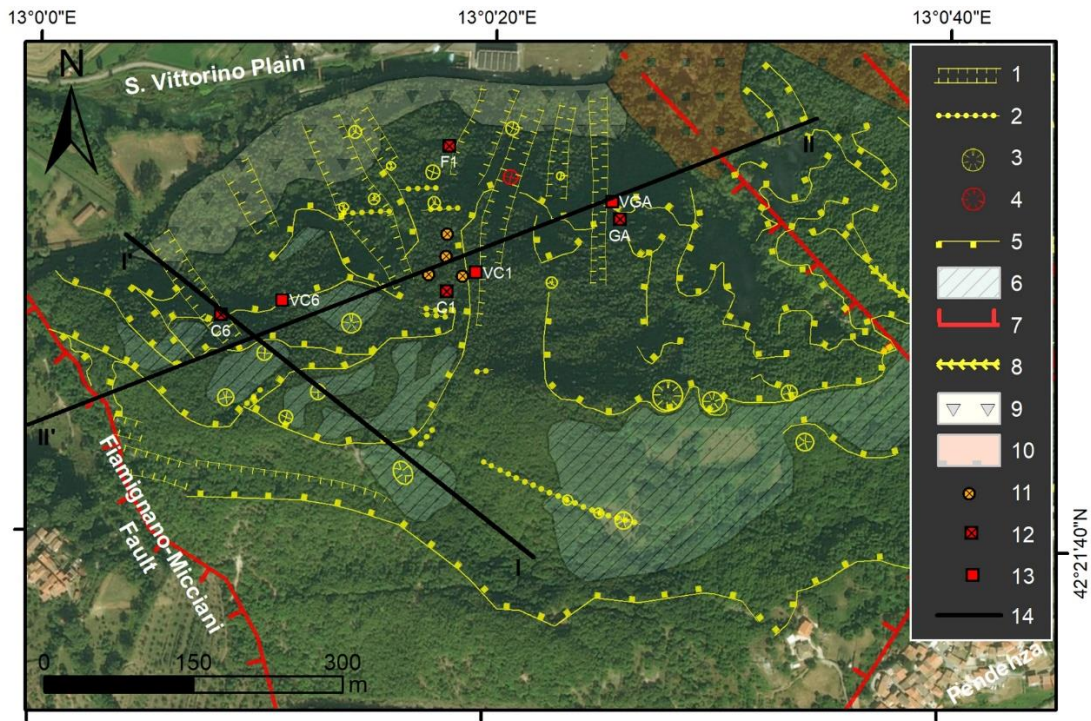 13°0'0"E
13°0'20"E
13°0'40"E
N
S. Vittorino Plain
F1
II
VGA
GA
I'
VC1
VC6
C1
C6
II'
Fiamignano-Micciani
Fault
I
42°21'40"N
Pendenza
0 150 300
m
1
2
3
4
5
6
7
8
9
10
11
12
13
14